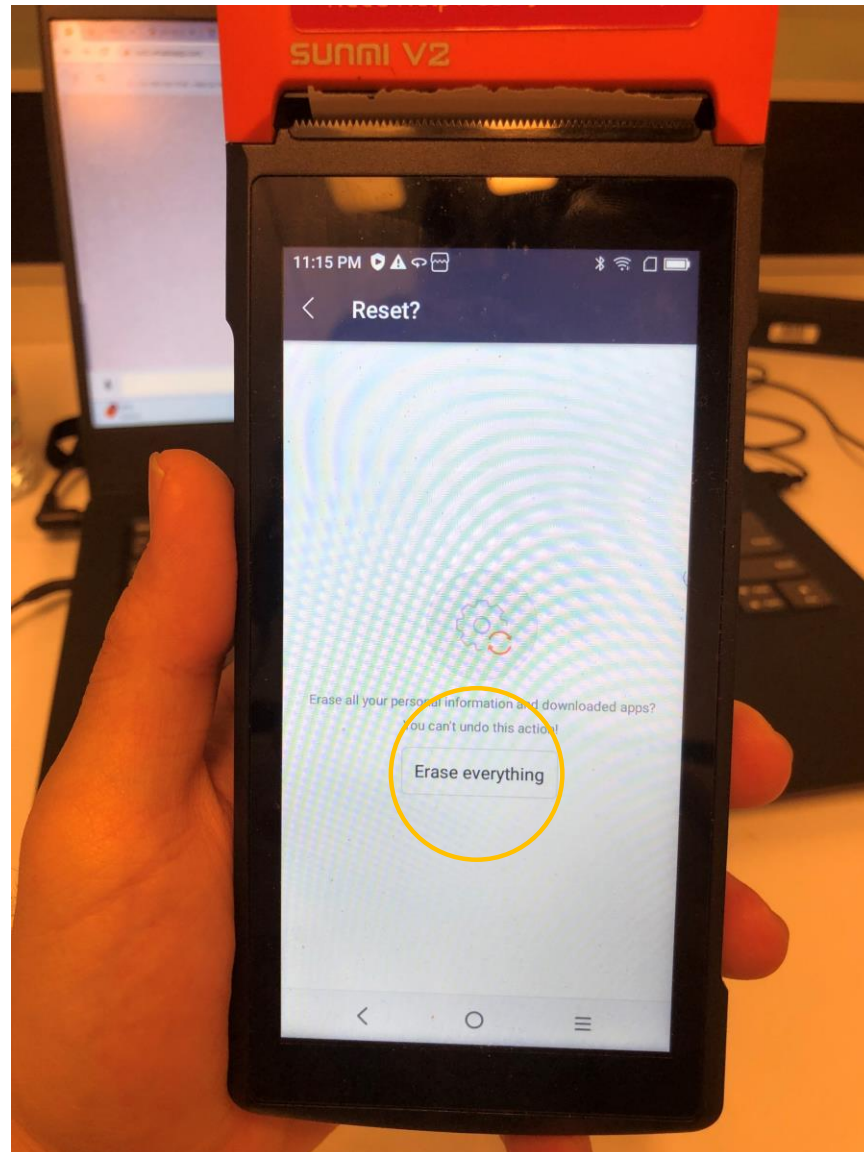 SUNMI V2
11:15 PM
Reset?
Erase all your personal information and downloaded apps?
You can't undo this action!
Erase everything